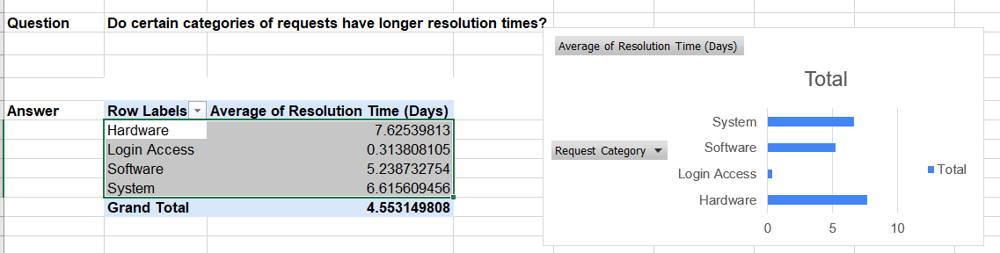 Question Do certain categories of requests have longer resolution times?
Answer Row Labels Average of Resolution Time (Days)
Hardware 7.62539813
Login Access 0.313808105
Software 5.238732754
System 6.615609456
Grand Total 4.553149808
Average of Resolution Time (Days)
Total
Request Category
System
Software
Login Access
Hardware
0 5 10
Total